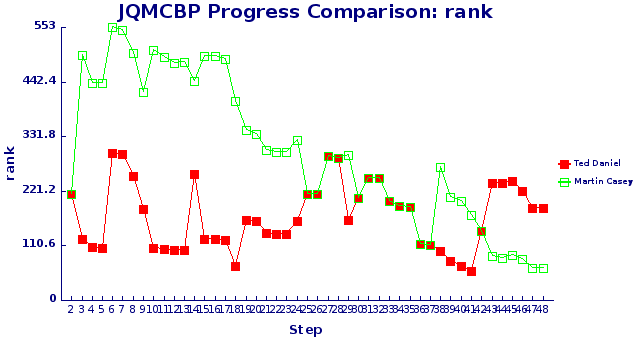 JQMCBP Progress Comparison: rank
553
442.4
331.8
221.2
110.6
0
rank
2 3 4 5 6 7 8 9 10 11 12 13 14 15 16 17 18 19 20 21 22 23 24 25 26 27 28 29 30 31 32 33 34 35 36 37 38 39 40 41 42 43 44 45 46 47 48
Step
Ted Daniel
Martin Casey